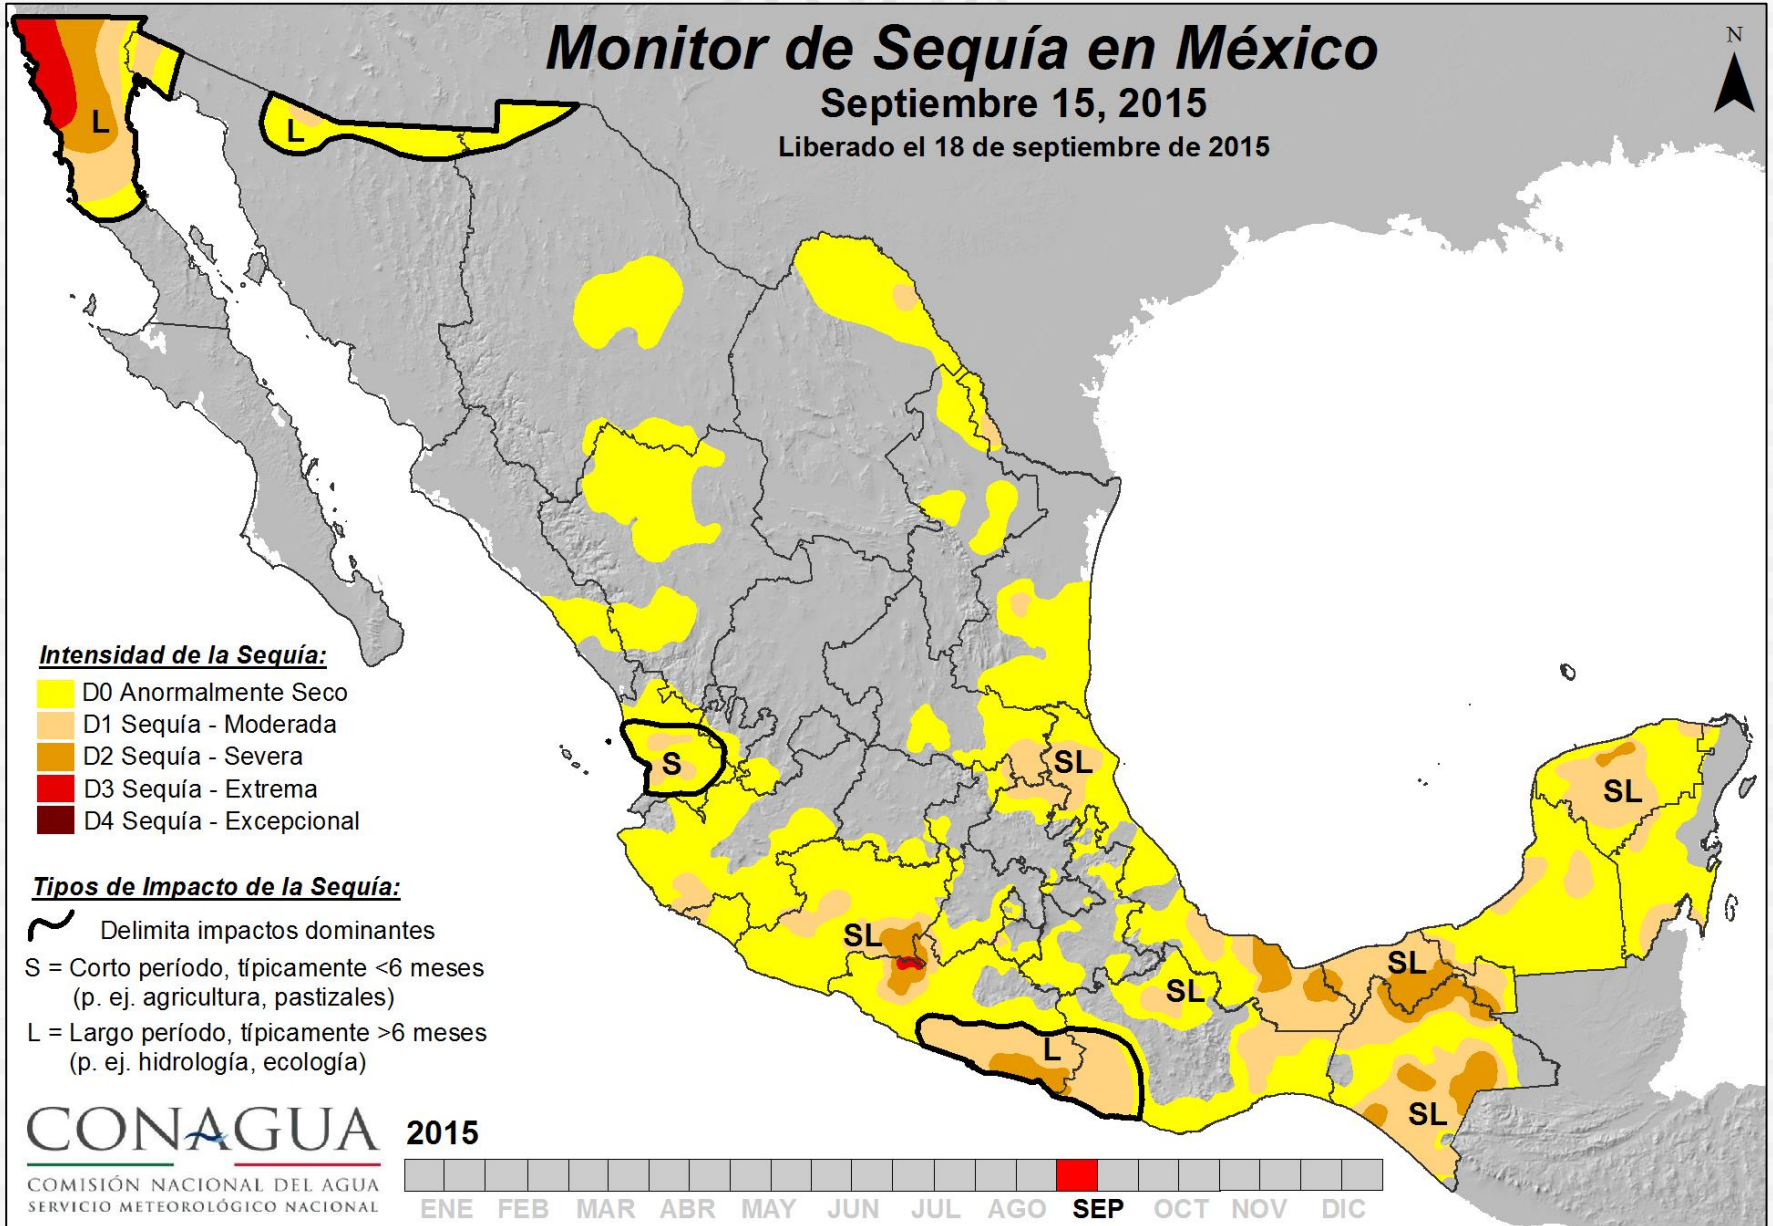 Monitor de Sequía en México
Septiembre 15, 2015
Liberado el 18 de septiembre de 2015
N
L
L
S
SL
SL
SL
SL
SL
L
SL
Intensidad de la Sequía:
D0 Anormalmente Seco
D1 Sequía - Moderada
D2 Sequía - Severa
D3 Sequía - Extrema
D4 Sequía - Excepcional
Tipos de Impacto de la Sequía:
Delimita impactos dominantes
S = Corto período, típicamente <6 meses
(p. ej. agricultura, pastizales)
L = Largo período, típicamente >6 meses
(p. ej. hidrología, ecología)
CONAGUA
COMISIÓN NACIONAL DEL AGUA
SERVICIO METEOROLÓGICO NACIONAL
2015
ENE FEB MAR ABR MAY JUN JUL AGO SEP OCT NOV DIC